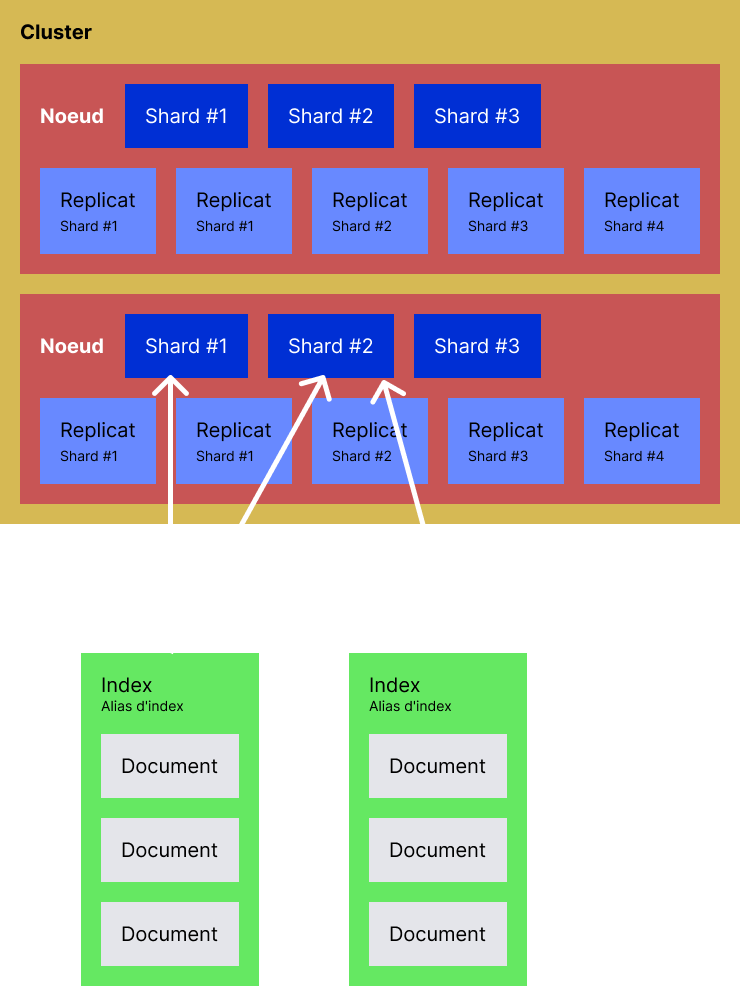 Cluster
Noeud Shard #1 Shard #2 Shard #3
Replicat Replicat Replicat Replicat Replicat
Shard #1 Shard #1 Shard #2 Shard #3 Shard #4
Noeud Shard #1 Shard #2 Shard #3
Replicat Replicat Replicat Replicat Replicat
Shard #1 Shard #1 Shard #2 Shard #3 Shard #4
Index Index
Alias d'index Alias d'index
Document Document
Document Document
Document Document